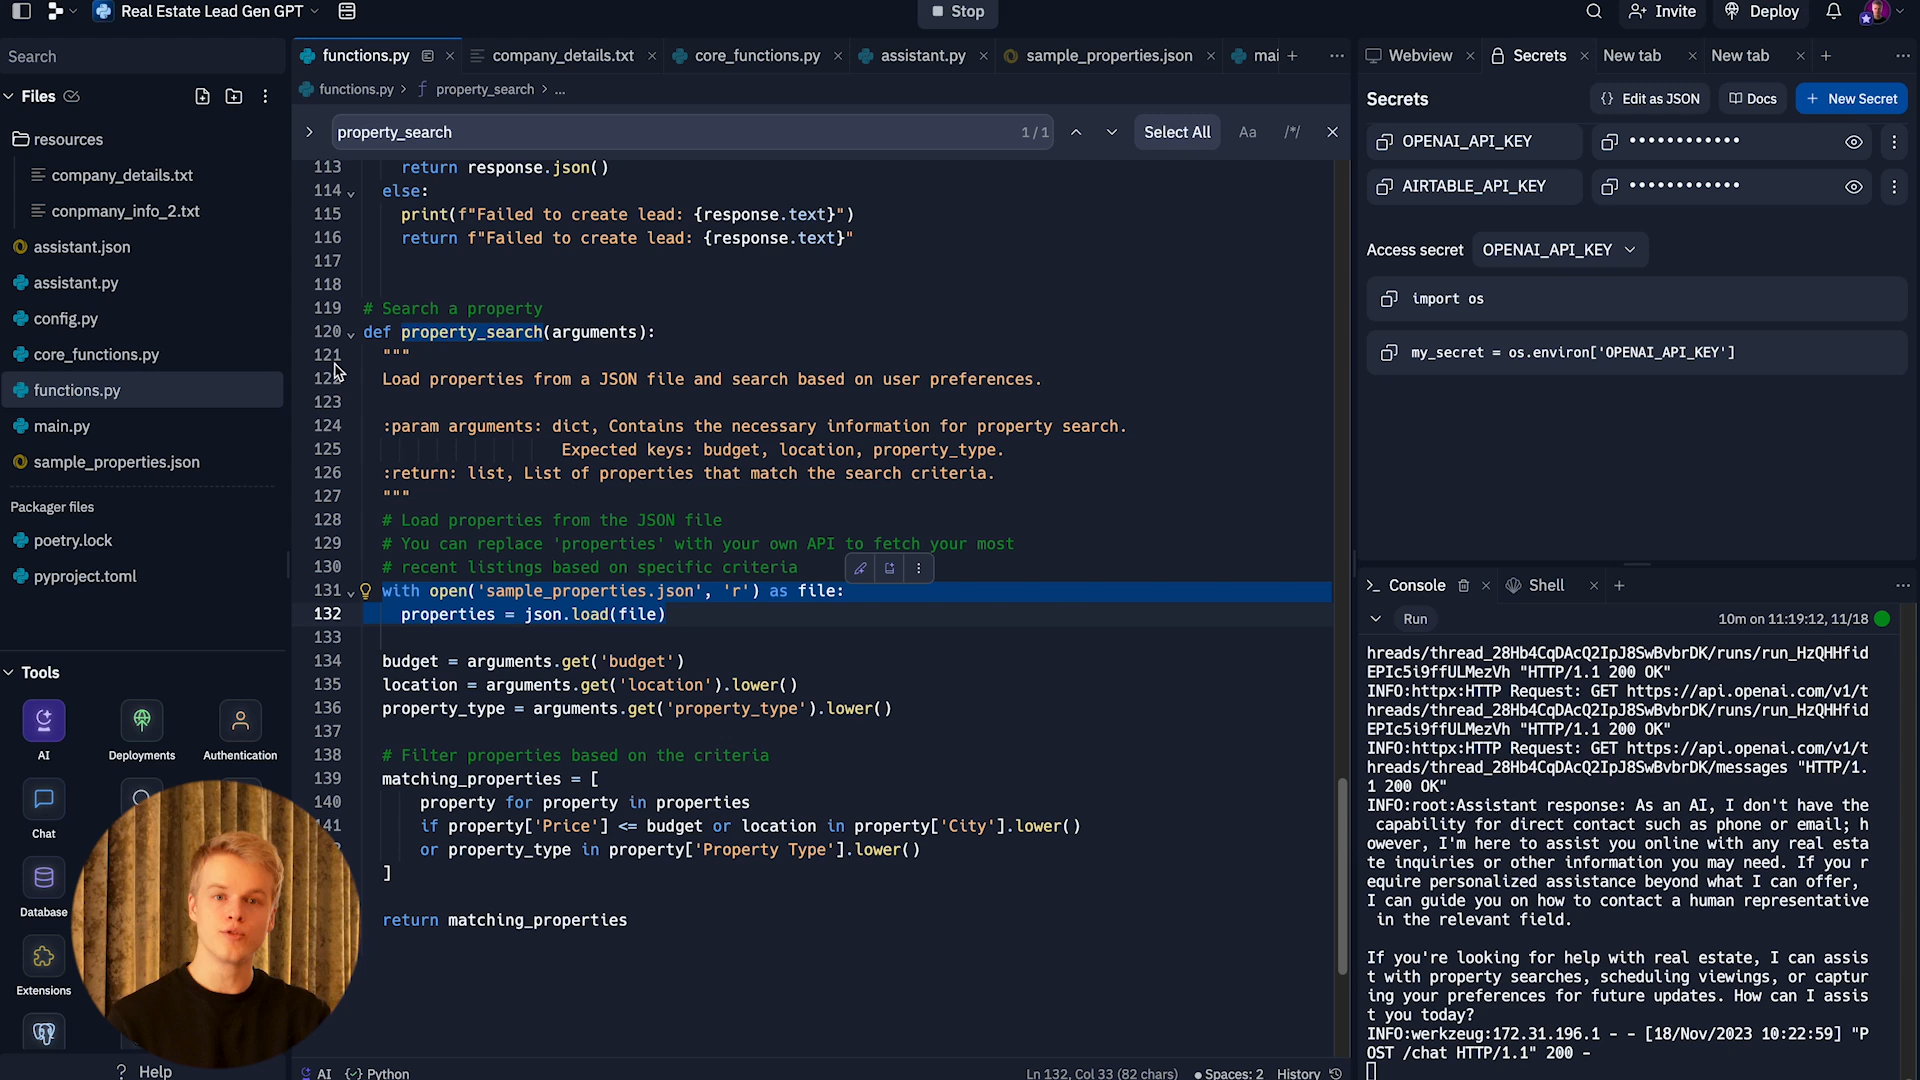 Real Estate Lead Gen GPT
Stop
Invite
Deploy
Search
Files
resources
company_details.txt
conpmany_info_2.txt
assistant.json
assistant.py
config.py
core_functions.py
functions.py
main.py
sample_properties.json
Packager files
poetry.lock
pyproject.toml
Tools
AI
Deployments
Authentication
Chat
Database
Extensions
Help
functions.py
company_details.txt
core_functions.py
assistant.py
sample_properties.json
mai
functions.py > property_search > ...
property_search
1/1
Select All
Aa
113 return response.json()
114 else:
115 print(f"Failed to create lead: {response.text}")
116 return f"Failed to create lead: {response.text}"
117
118
119 # Search a property
120 def property_search(arguments):
121 """
Load properties from a JSON file and search based on user preferences.
123
124 :param arguments: dict, Contains the necessary information for property search.
125 Expected keys: budget, location, property_type.
126 :return: list, List of properties that match the search criteria.
127 """
128 # Load properties from the JSON file
129 # You can replace 'properties' with your own API to fetch your most
130 # recent listings based on specific criteria
131 with open('sample_properties.json', 'r') as file:
132 properties = json.load(file)
133
134 budget = arguments.get('budget')
135 location = arguments.get('location').lower()
136 property_type = arguments.get('property_type').lower()
137
138 # Filter properties based on the criteria
139 matching_properties = [
140 property for property in properties
141 if property['Price'] <= budget or location in property['City'].lower()
or property_type in property['Property Type'].lower()
]
return matching_properties
AI
Python
Ln 132, Col 33 (82 chars)
Spaces: 2
History
Webview
Secrets
New tab
New tab
Secrets
{} Edit as JSON
Docs
+ New Secret
OPENAI_API_KEY
AIRTABLE_API_KEY
Access secret OPENAI_API_KEY
import os
my_secret = os.environ['OPENAI_API_KEY']
Console
Shell
Run
10m on 11:19:12, 11/18
hreads/thread_28Hb4CqDAcQ2IpJ8SwBvbrDK/runs/run_HzQHHfid
EPIc5i9ffULMezVh "HTTP/1.1 200 OK"
INFO:httpx:HTTP Request: GET https://api.openai.com/v1/t
hreads/thread_28Hb4CqDAcQ2IpJ8SwBvbrDK/runs/run_HzQHHfid
EPIc5i9ffULMezVh "HTTP/1.1 200 OK"
INFO:httpx:HTTP Request: GET https://api.openai.com/v1/t
hreads/thread_28Hb4CqDAcQ2IpJ8SwBvbrDK/messages "HTTP/1.
1 200 OK"
INFO:root:Assistant response: As an AI, I don't have the
capability for direct contact such as phone or email; h
owever, I'm here to assist you online with any real esta
te inquiries or other information you may need. If you r
equire personalized assistance beyond what I can offer,
I can guide you on how to contact a human representative
in the relevant field.
If you're looking for help with real estate, I can assis
t with property searches, scheduling viewings, or captur
ing your preferences for future updates. How can I assis
t you today?
INFO:werkzeug:172.31.196.1 - - [18/Nov/2023 10:22:59] "P
OST /chat HTTP/1.1" 200 -